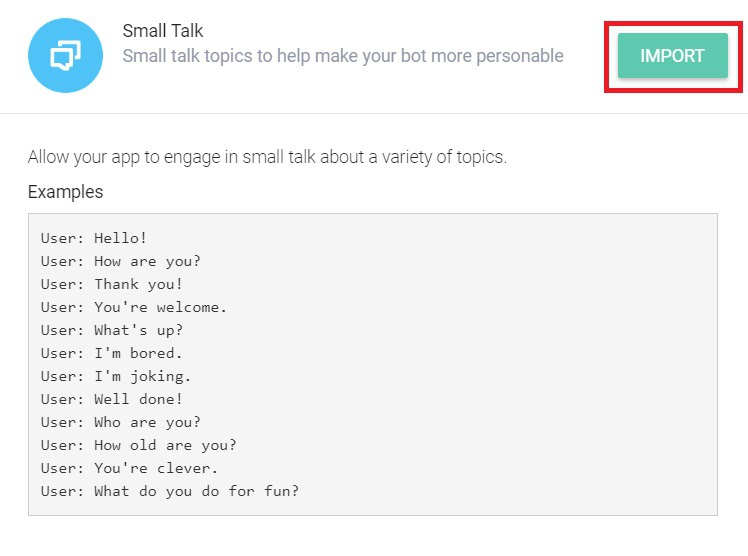 Small Talk
Small talk topics to help make your bot more personable
IMPORT
Allow your app to engage in small talk about a variety of topics.
Examples
User: Hello!
User: How are you?
User: Thank you!
User: You're welcome.
User: What's up?
User: I'm bored.
User: I'm joking.
User: Well done!
User: Who are you?
User: How old are you?
User: You're clever.
User: What do you do for fun?